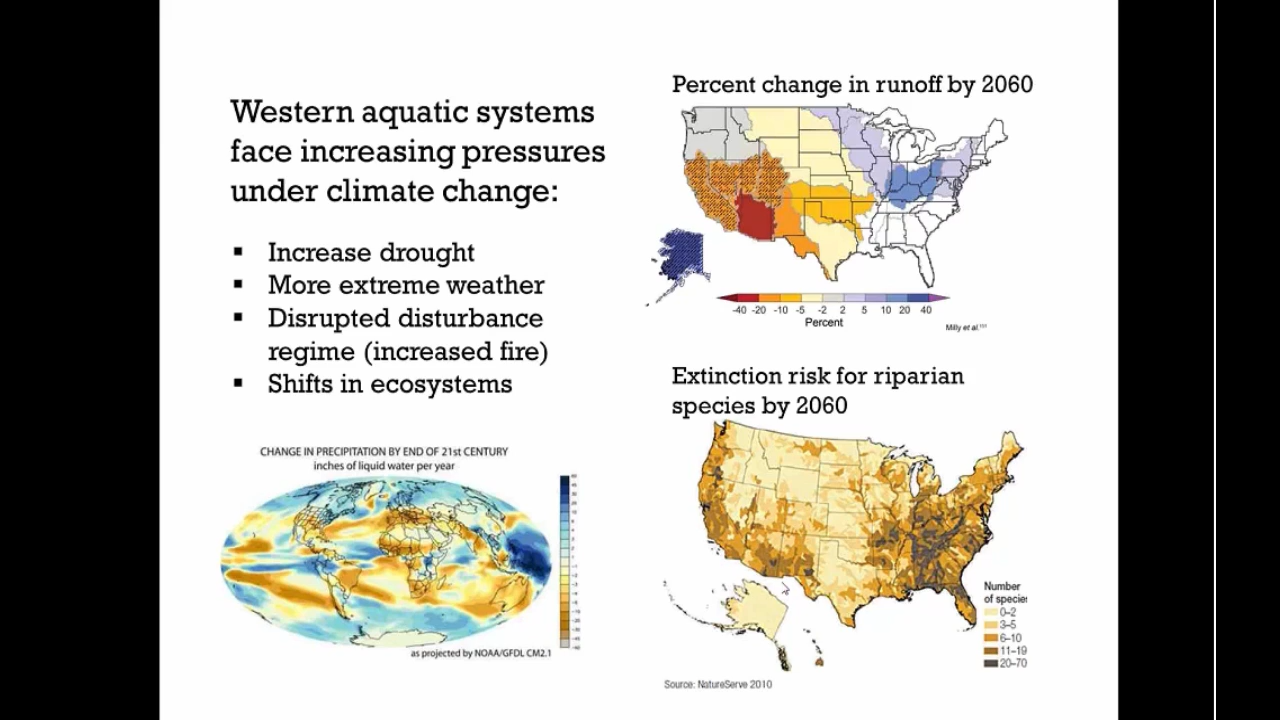 Western aquatic systems
face increasing pressures
under climate change:
▪ Increase drought
▪ More extreme weather
▪ Disrupted disturbance
regime (increased fire)
▪ Shifts in ecosystems
CHANGE IN PRECIPITATION BY END OF 21st CENTURY
inches of liquid water per year
as projected by NOAA/GFDL CM2.1
Percent change in runoff by 2060
-40 -20 -10 -5 -2 2 5 10 20 40
Percent
Milly et al.
Extinction risk for riparian
species by 2060
Number
of species
0–2
3–5
6–10
11–19
20–70
Source: NatureServe 2010